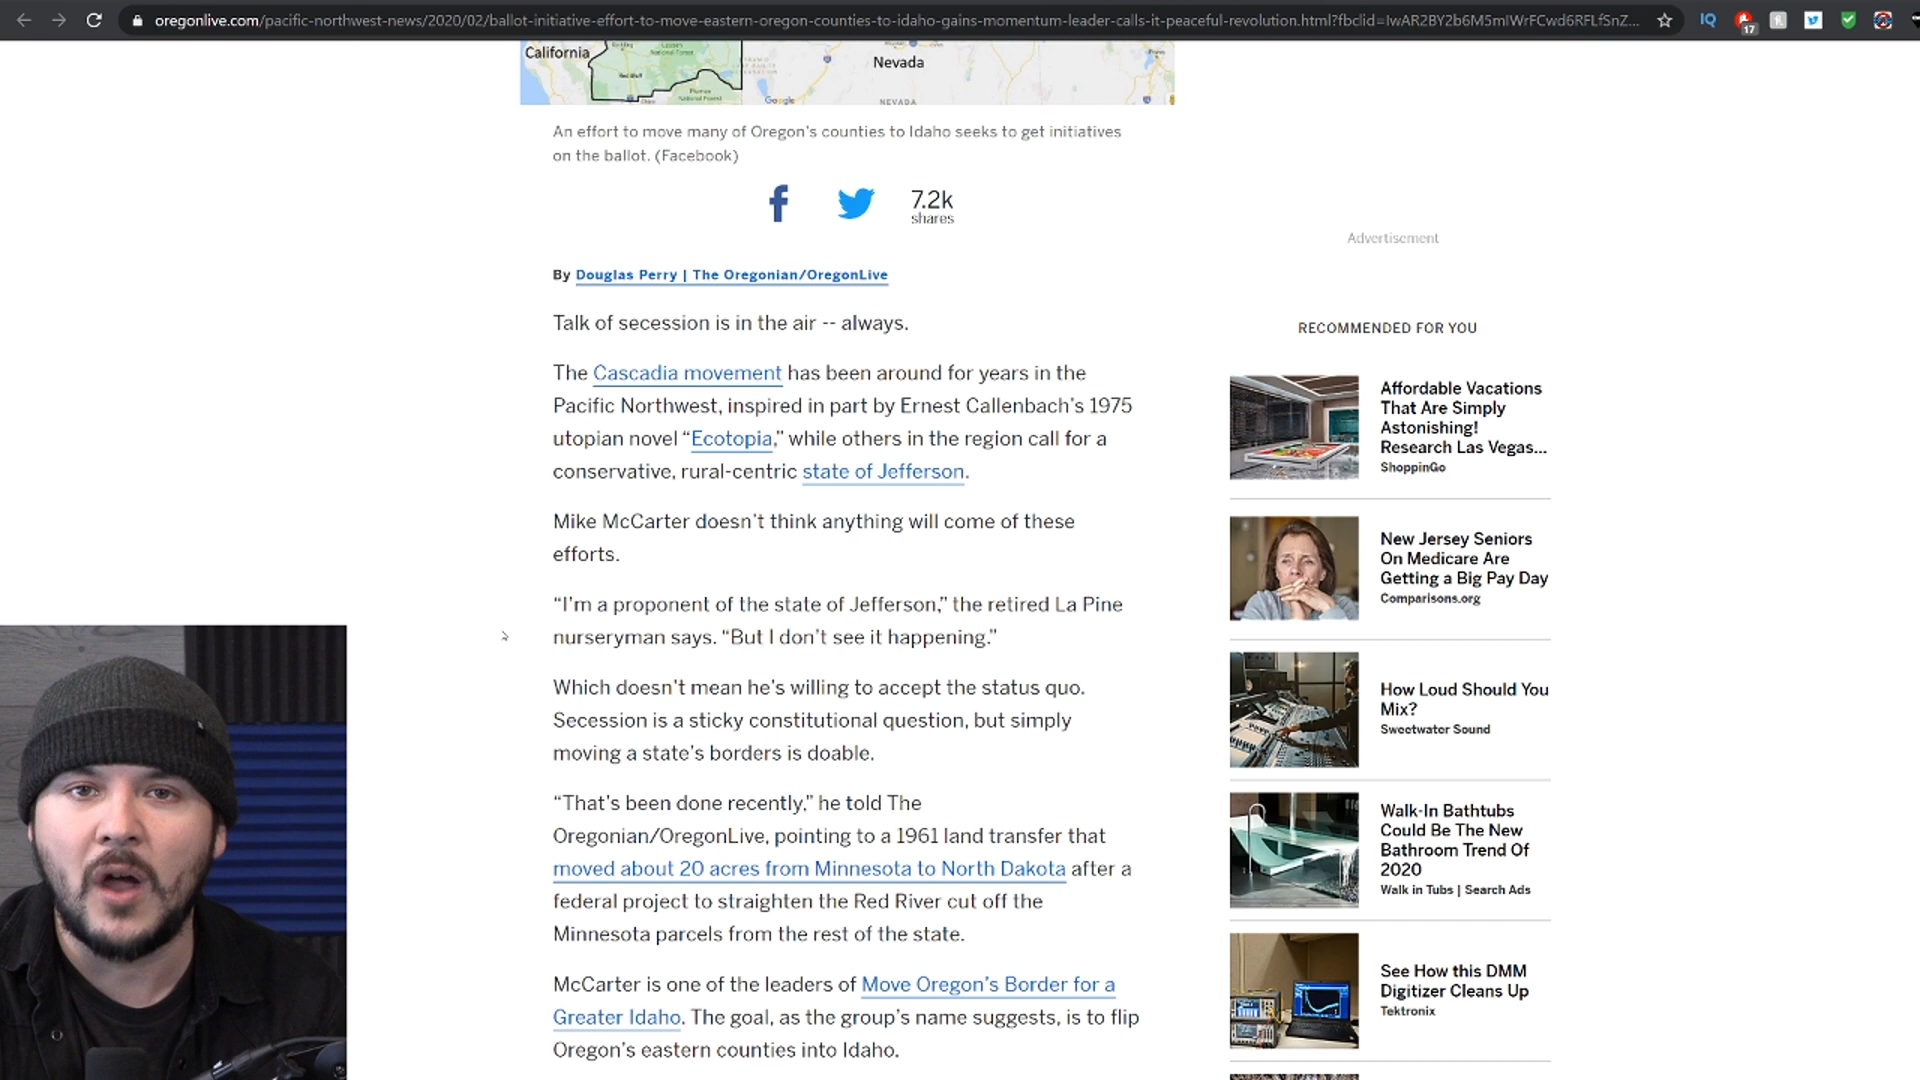 oregonlive.com/pacific-northwest-news/2020/02/ballot-initiative-effort-to-move-eastern-oregon-counties-to-idaho-gains-momentum-leader-calls-it-peaceful-revolution.html?fbclid=IwAR2BY2b6M5mIWrFCwd6RFLfSnZ...
17
California
Nevada
Red Bluff
Google
NEVADA
An effort to move many of Oregon's counties to Idaho seeks to get initiatives
on the ballot. (Facebook)
7.2k
shares
By Douglas Perry | The Oregonian/OregonLive
Talk of secession is in the air -- always.
The Cascadia movement has been around for years in the
Pacific Northwest, inspired in part by Ernest Callenbach's 1975
utopian novel “Ecotopia,” while others in the region call for a
conservative, rural-centric state of Jefferson.
Mike McCarter doesn't think anything will come of these
efforts.
“I'm a proponent of the state of Jefferson,” the retired La Pine
nurseryman says. “But I don't see it happening.”
Which doesn't mean he's willing to accept the status quo.
Secession is a sticky constitutional question, but simply
moving a state's borders is doable.
“That's been done recently,” he told The
Oregonian/OregonLive, pointing to a 1961 land transfer that
moved about 20 acres from Minnesota to North Dakota after a
federal project to straighten the Red River cut off the
Minnesota parcels from the rest of the state.
McCarter is one of the leaders of Move Oregon's Border for a
Greater Idaho. The goal, as the group's name suggests, is to flip
Oregon's eastern counties into Idaho.
Advertisement
RECOMMENDED FOR YOU
Affordable Vacations
That Are Simply
Astonishing!
Research Las Vegas...
ShoppinGo
New Jersey Seniors
On Medicare Are
Getting a Big Pay Day
Comparisons.org
How Loud Should You
Mix?
Sweetwater Sound
Walk-In Bathtubs
Could Be The New
Bathroom Trend Of
2020
Walk in Tubs | Search Ads
See How this DMM
Digitizer Cleans Up
Tektronix